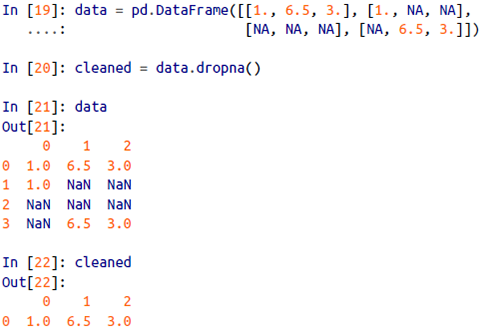 In [19]: data = pd.DataFrame([[1., 6.5, 3.], [1., NA, NA],
   ....:                      [NA, NA, NA], [NA, 6.5, 3.]])
In [20]: cleaned = data.dropna()
In [21]: data
Out[21]:
     0    1    2
0  1.0  6.5  3.0
1  1.0  NaN  NaN
2  NaN  NaN  NaN
3  NaN  6.5  3.0
In [22]: cleaned
Out[22]:
     0    1    2
0  1.0  6.5  3.0